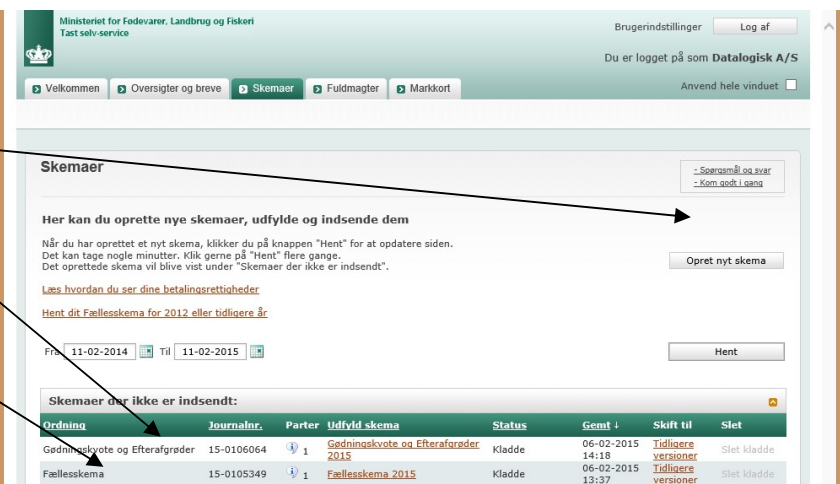 Ministeriet for Fødevarer, Landbrug og Fiskeri
Tast selv-service
Brugerindstillinger
Log af
Du er logget på som Datalogisk A/S
Velkommen
Oversigter og breve
Skemaer
Fuldmagter
Markkort
Anvend hele vinduet
Skemaer
- Spørgsmål og svar
- Kom godt i gang
Her kan du oprette nye skemaer, udfylde og indsende dem
Når du har oprettet et nyt skema, klikker du på knappen "Hent" for at opdatere siden.
Det kan tage nogle minutter. Klik gerne på "Hent" flere gange.
Det oprettede skema vil blive vist under "Skemaer der ikke er indsendt".
Opret nyt skema
Læs hvordan du ser dine betalingsrettigheder
Hent dit Fællesskema for 2012 eller tidligere år
Fra 11-02-2014 Til 11-02-2015
Hent
Skemaer der ikke er indsendt:
Ordning Journalnr. Parter Udfyld skema Status Gemt ↓ Skift til Slet
Gødningskvote og Efterafgrøder 15-0106064 1 Gødningskvote og Efterafgrøder 2015 Kladde 06-02-2015 14:18 Tidligere versioner Slet kladde
Fællesskema 15-0105349 1 Fællesskema 2015 Kladde 06-02-2015 13:37 Tidligere versioner Slet kladde